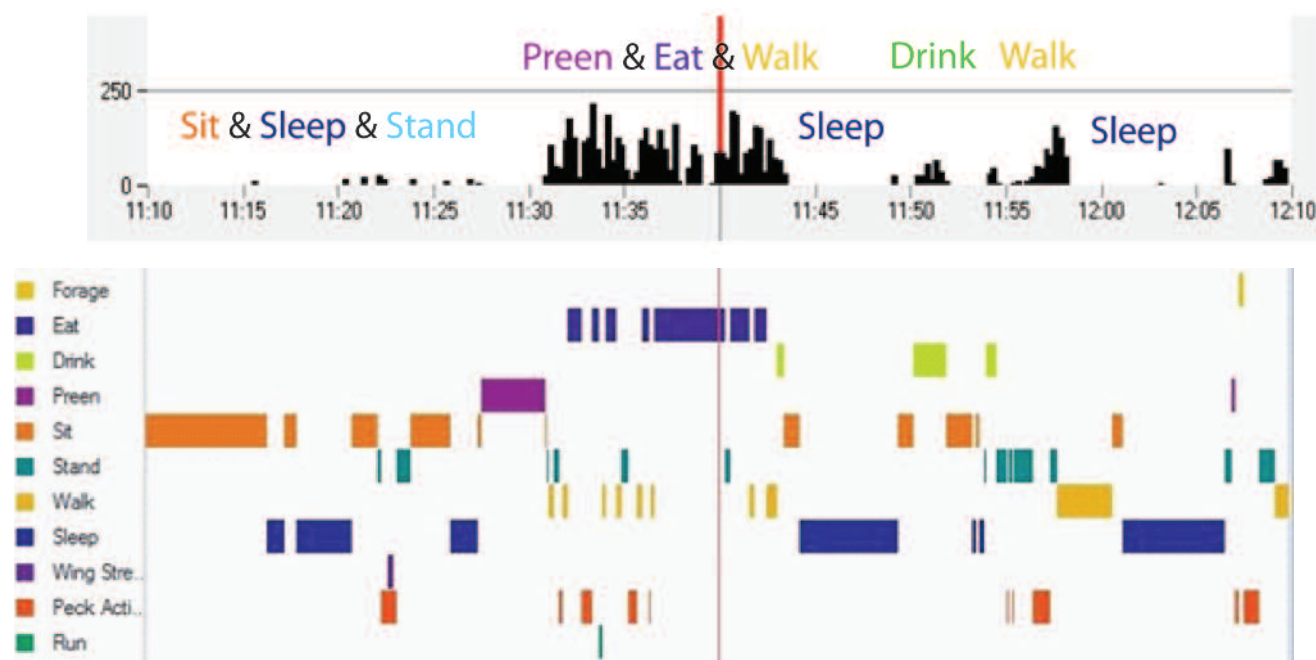 Preen & Eat & Walk Drink Walk
250
Sit & Sleep & Stand Sleep Sleep
0
11:10 11:15 11:20 11:25 11:30 11:35 11:45 11:50 11:55 12:00 12:05 12:10
Forage
Eat
Drink
Preen
Sit
Stand
Walk
Sleep
Wing Stre..
Peck Acti..
Run